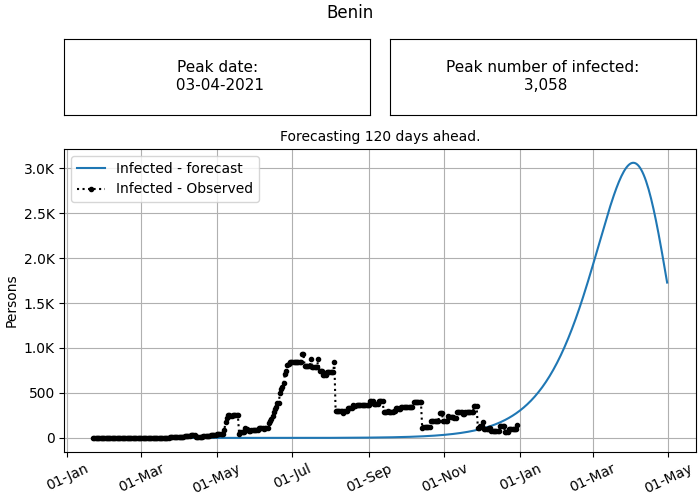 Benin
Peak date:
03-04-2021
Peak number of infected:
3,058
Forecasting 120 days ahead.
Infected - forecast
Infected - Observed
Persons
3.0K
2.5K
2.0K
1.5K
1.0K
500
0
01-Jan
01-Mar
01-May
01-Jul
01-Sep
01-Nov
01-Jan
01-Mar
01-May